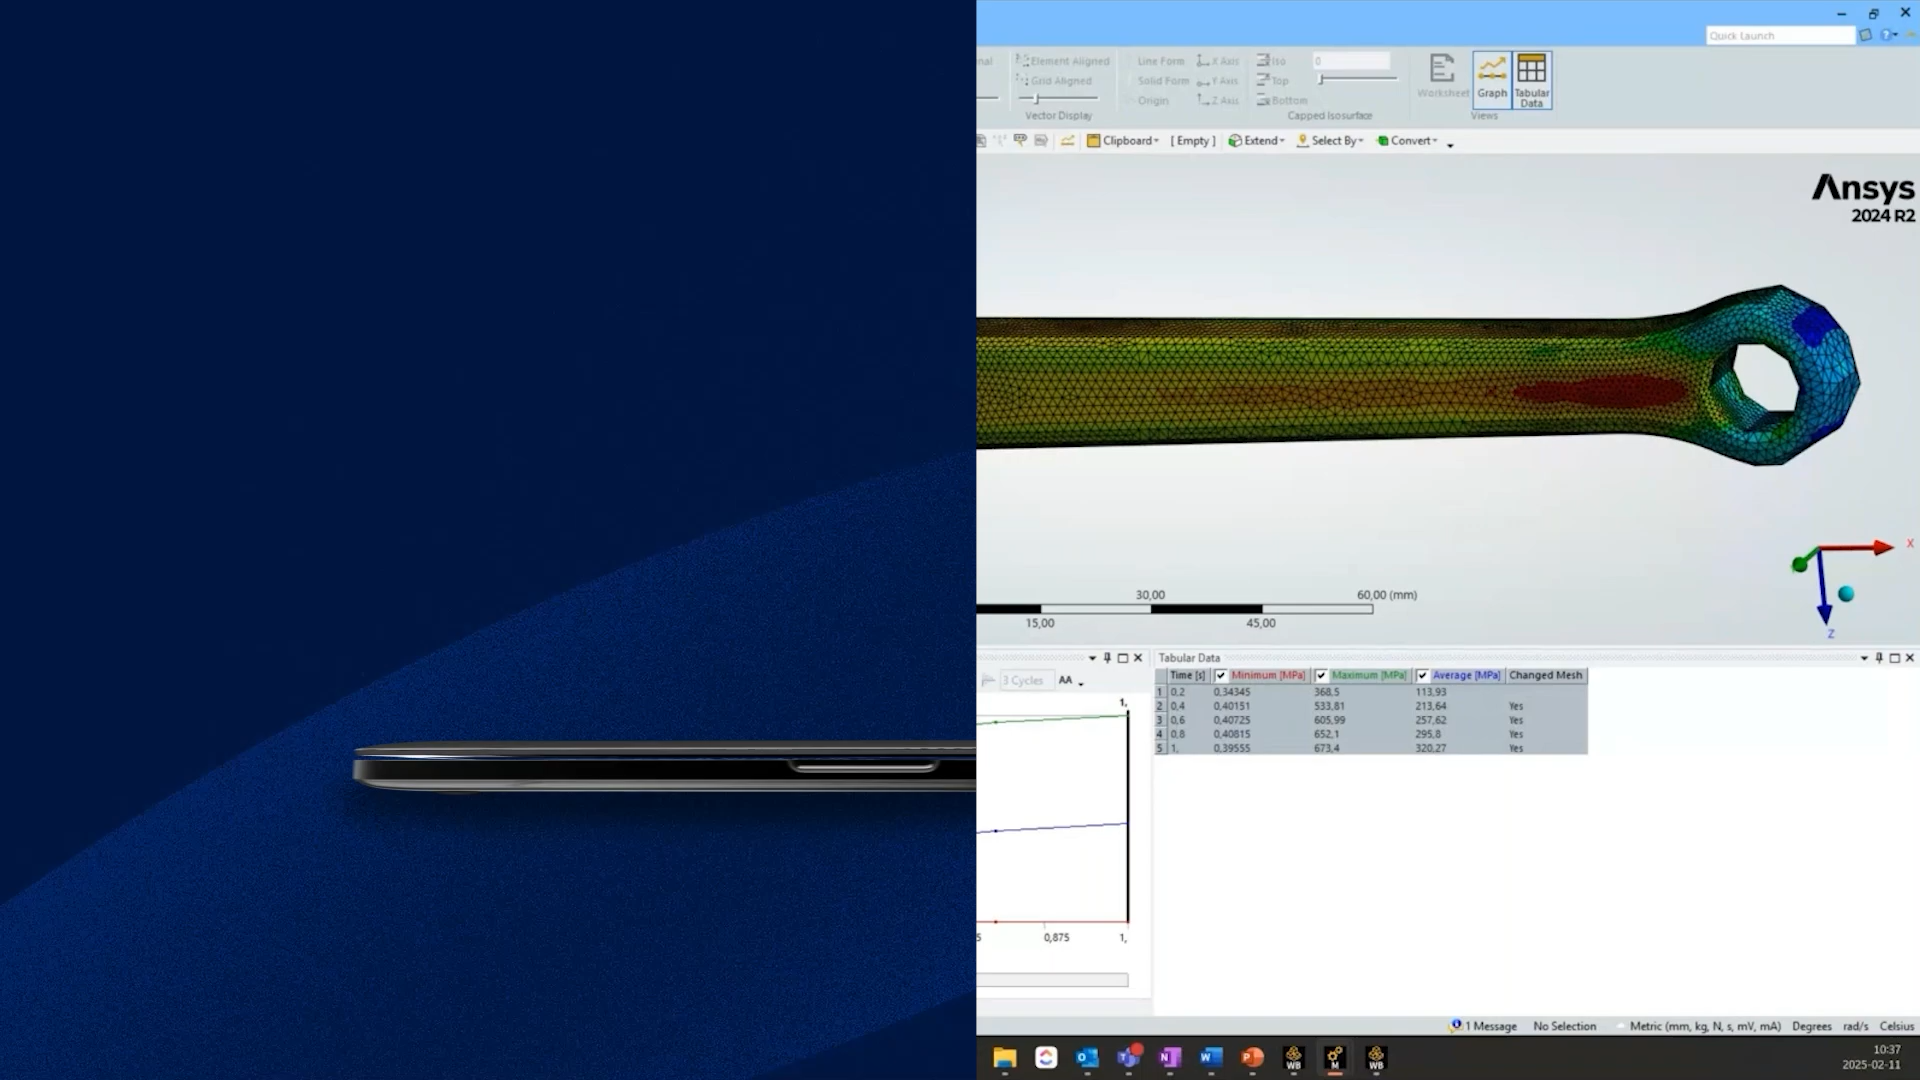 Quick Launch
nal
Element Aligned
Line Form
X Axis
Iso
0
Grid Aligned
Solid Form
Y Axis
Top
Origin
Z Axis
Bottom
Worksheet
Graph
Tabular
Data
Vector Display
Capped Isosurface
Views
Clipboard
[ Empty ]
Extend
Select By
Convert
Ansys
2024 R2
X
Z
30,00
60,00 (mm)
15,00
45,00
3 Cycles
AA
1,
0,875
1,
Tabular Data
Time [s] Minimum [MPa] Maximum [MPa] Average [MPa] Changed Mesh
1 0,2 0,34345 368,5 113,93
2 0,4 0,40151 533,81 213,64 Yes
3 0,6 0,40725 605,99 257,62 Yes
4 0,8 0,40815 652,1 295,8 Yes
5 1, 0,39555 673,4 320,27 Yes
1 Message
No Selection
Metric (mm, kg, N, s, mV, mA)
Degrees
rad/s
Celsius
WB
M
WB
10:37
2025-02-11